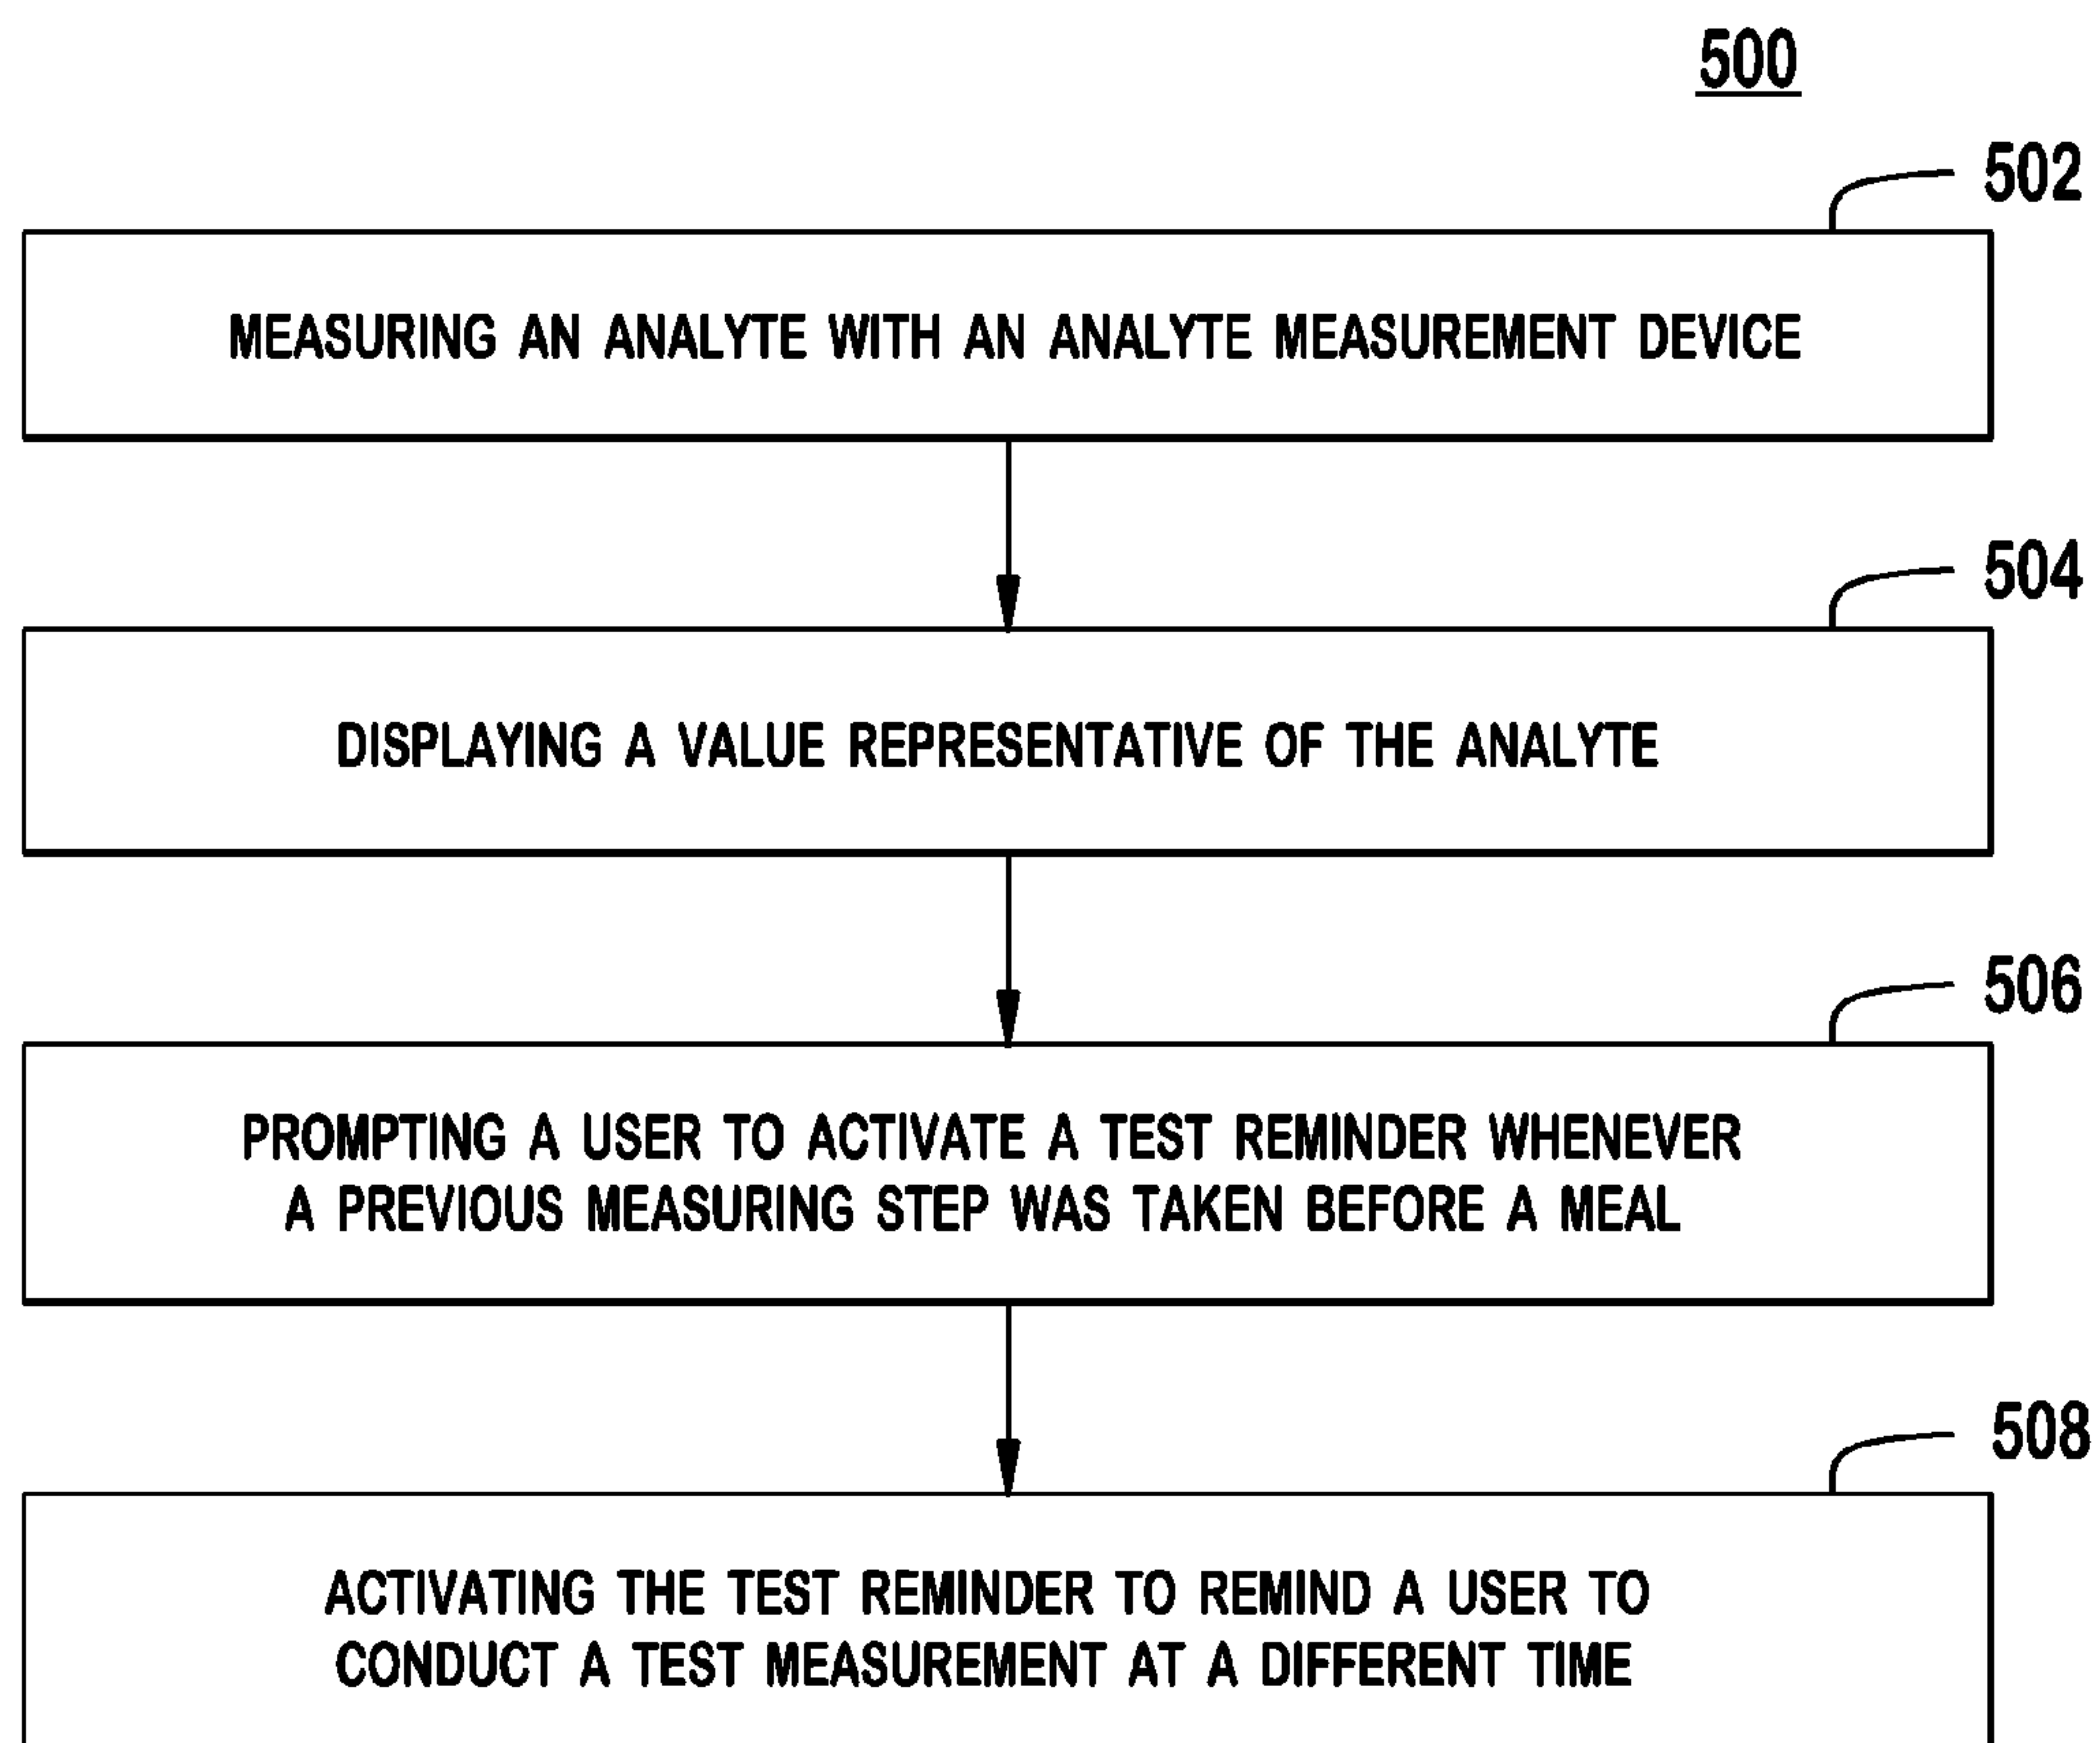 500
502
MEASURING AN ANALYTE WITH AN ANALYTE MEASUREMENT DEVICE
504
DISPLAYING A VALUE REPRESENTATIVE OF THE ANALYTE
506
PROMPTING A USER TO ACTIVATE A TEST REMINDER WHENEVER
A PREVIOUS MEASURING STEP WAS TAKEN BEFORE A MEAL
508
ACTIVATING THE TEST REMINDER TO REMIND A USER TO
CONDUCT A TEST MEASUREMENT AT A DIFFERENT TIME